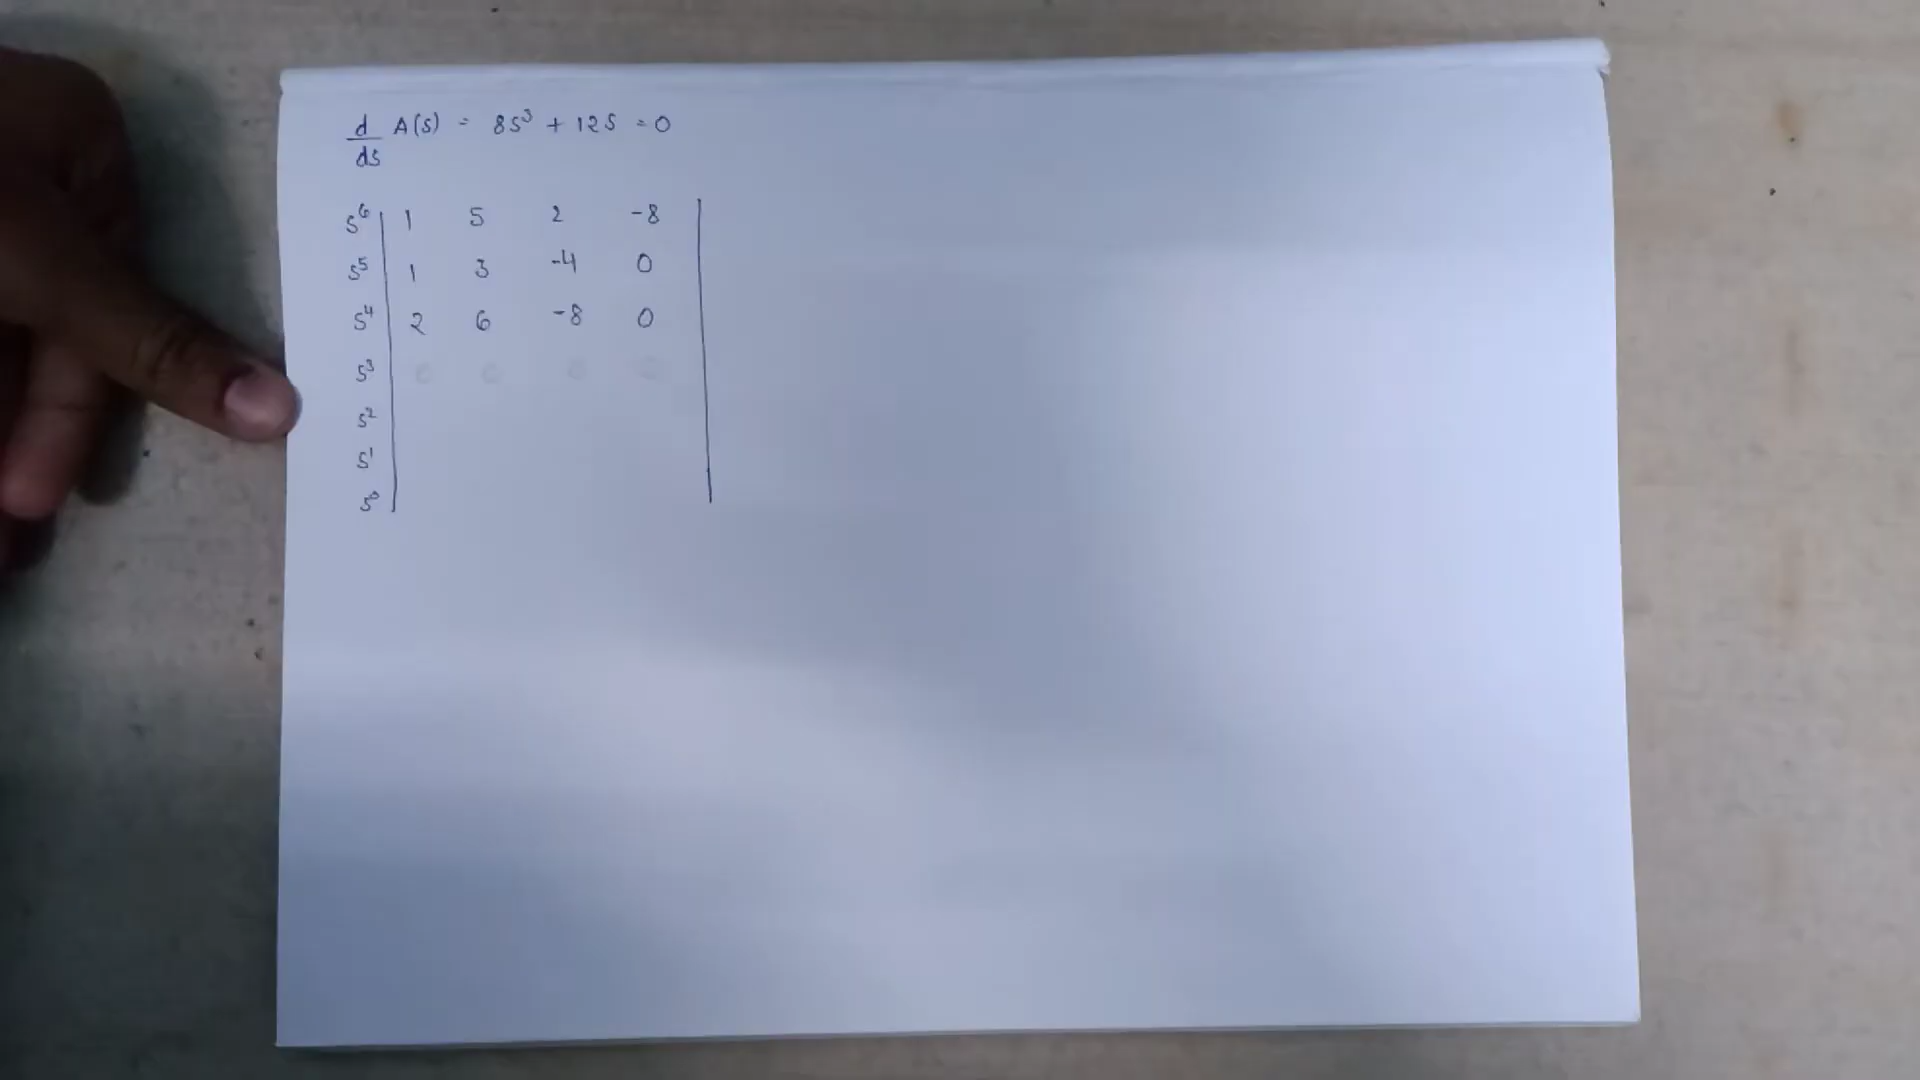 d/ds A(s) = 8s³ + 12s = 0
s⁶ 1 5 2 -8
s⁵ 1 3 -4 0
s⁴ 2 6 -8 0
s³
s²
s¹
s⁰